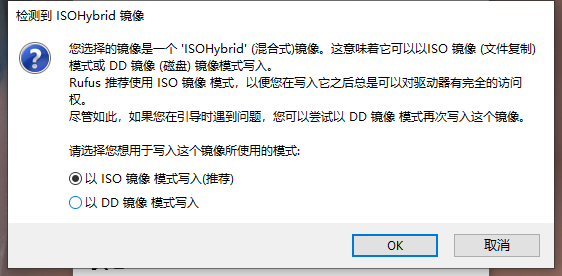 检测到 ISOHybrid 镜像
您选择的镜像是一个 'ISOHybrid' (混合式)镜像。这意味着它可以以ISO 镜像 (文件复制)
模式或 DD 镜像 (磁盘) 镜像模式写入。
Rufus 推荐使用 ISO 镜像 模式，以便您在写入它之后总是可以对驱动器有完全的访问
权。
尽管如此，如果您在引导时遇到问题，您可以尝试以 DD 镜像 模式再次写入这个镜像。
请选择您想用于写入这个镜像所使用的模式:
以 ISO 镜像 模式写入(推荐)
以 DD 镜像 模式写入
OK
取消